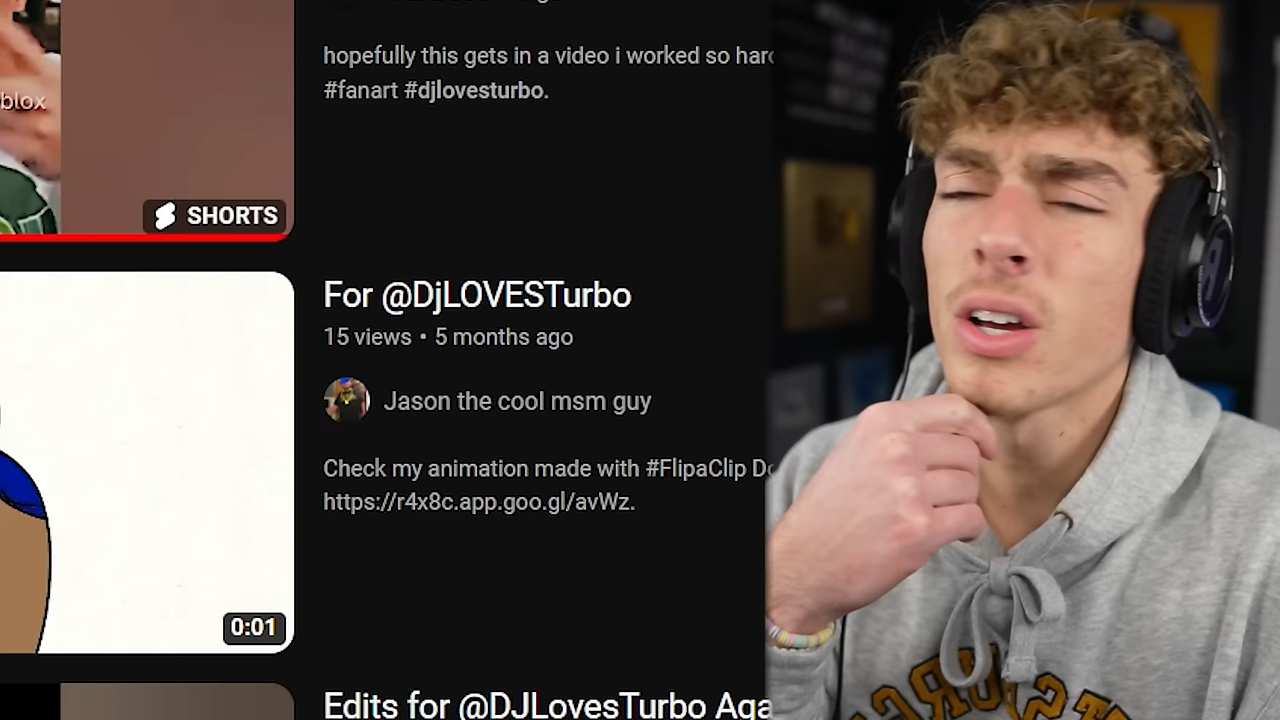 hopefully this gets in a video i worked so hard
#fanart #djlovesturbo.
blox
SHORTS
For @DjLOVESTurbo
15 views • 5 months ago
Jason the cool msm guy
Check my animation made with #FlipaClip
https://r4x8c.app.goo.gl/avWz.
0:01
Edits for @DJLovesTurbo Aga